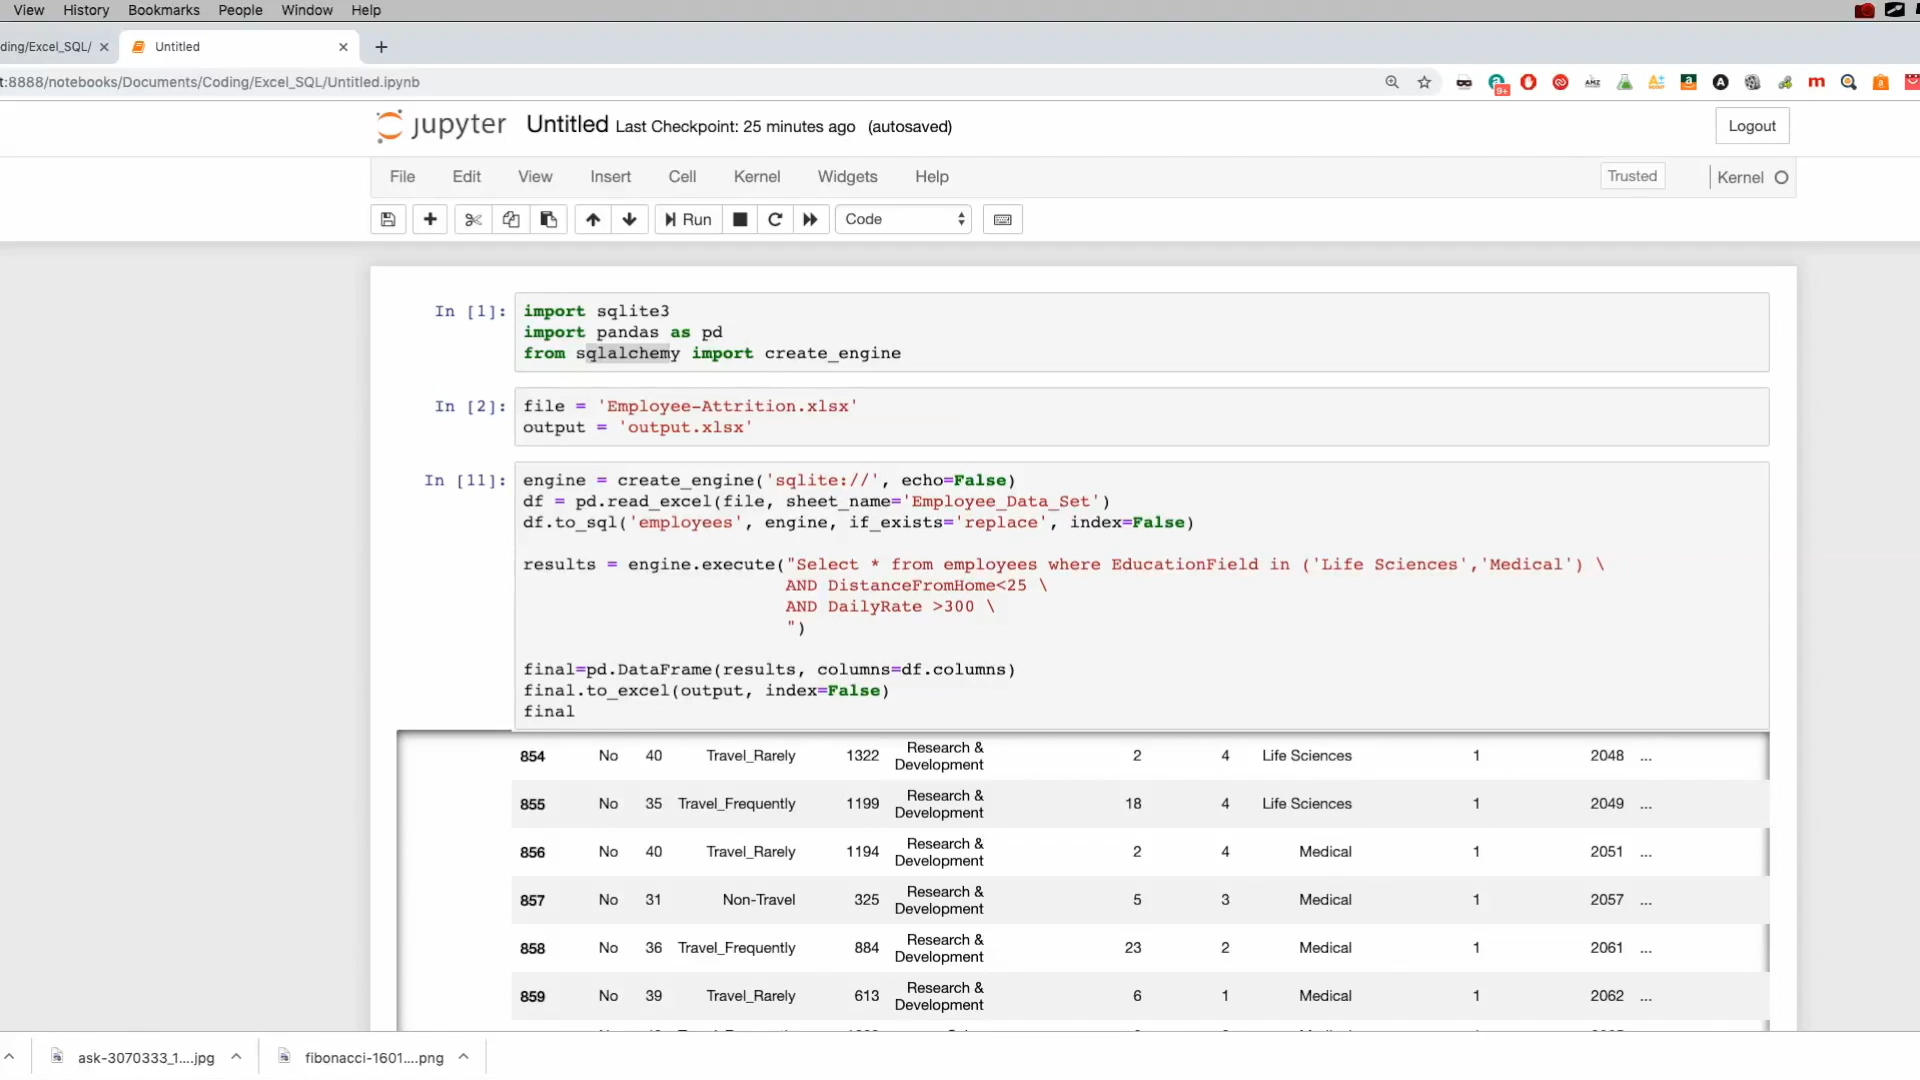 View History Bookmarks People Window Help
ding/Excel_SQL/ Untitled
t:8888/notebooks/Documents/Coding/Excel_SQL/Untitled.ipynb
jupyter Untitled Last Checkpoint: 25 minutes ago (autosaved) Logout
File Edit View Insert Cell Kernel Widgets Help Trusted Kernel
Run Code
In [1]: import sqlite3
import pandas as pd
from sqlalchemy import create_engine
In [2]: file = 'Employee-Attrition.xlsx'
output = 'output.xlsx'
In [11]: engine = create_engine('sqlite://', echo=False)
df = pd.read_excel(file, sheet_name='Employee_Data_Set')
df.to_sql('employees', engine, if_exists='replace', index=False)
results = engine.execute("Select * from employees where EducationField in ('Life Sciences','Medical') \
AND DistanceFromHome<25 \
AND DailyRate >300 \
")
final=pd.DataFrame(results, columns=df.columns)
final.to_excel(output, index=False)
final
854 No 40 Travel_Rarely 1322 Research & Development 2 4 Life Sciences 1 2048 ...
855 No 35 Travel_Frequently 1199 Research & Development 18 4 Life Sciences 1 2049 ...
856 No 40 Travel_Rarely 1194 Research & Development 2 4 Medical 1 2051 ...
857 No 31 Non-Travel 325 Research & Development 5 3 Medical 1 2057 ...
858 No 36 Travel_Frequently 884 Research & Development 23 2 Medical 1 2061 ...
859 No 39 Travel_Rarely 613 Research & Development 6 1 Medical 1 2062 ...
ask-3070333_1....jpg fibonacci-1601....png